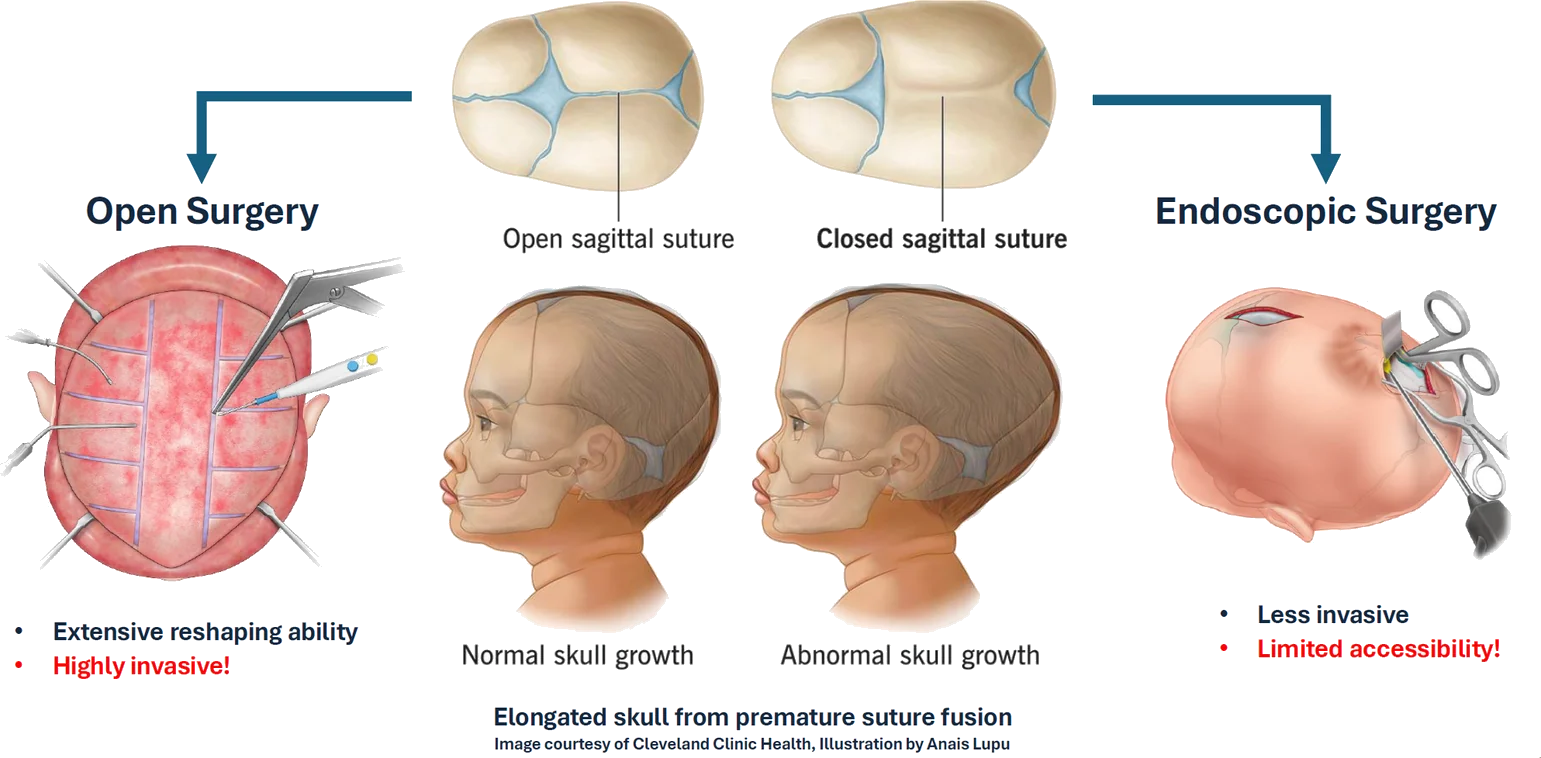 Open Surgery
• Extensive reshaping ability
• Highly invasive!
Open sagittal suture
Closed sagittal suture
Normal skull growth
Abnormal skull growth
Elongated skull from premature suture fusion
Image courtesy of Cleveland Clinic Health, Illustration by Anais Lupu
Endoscopic Surgery
• Less invasive
• Limited accessibility!